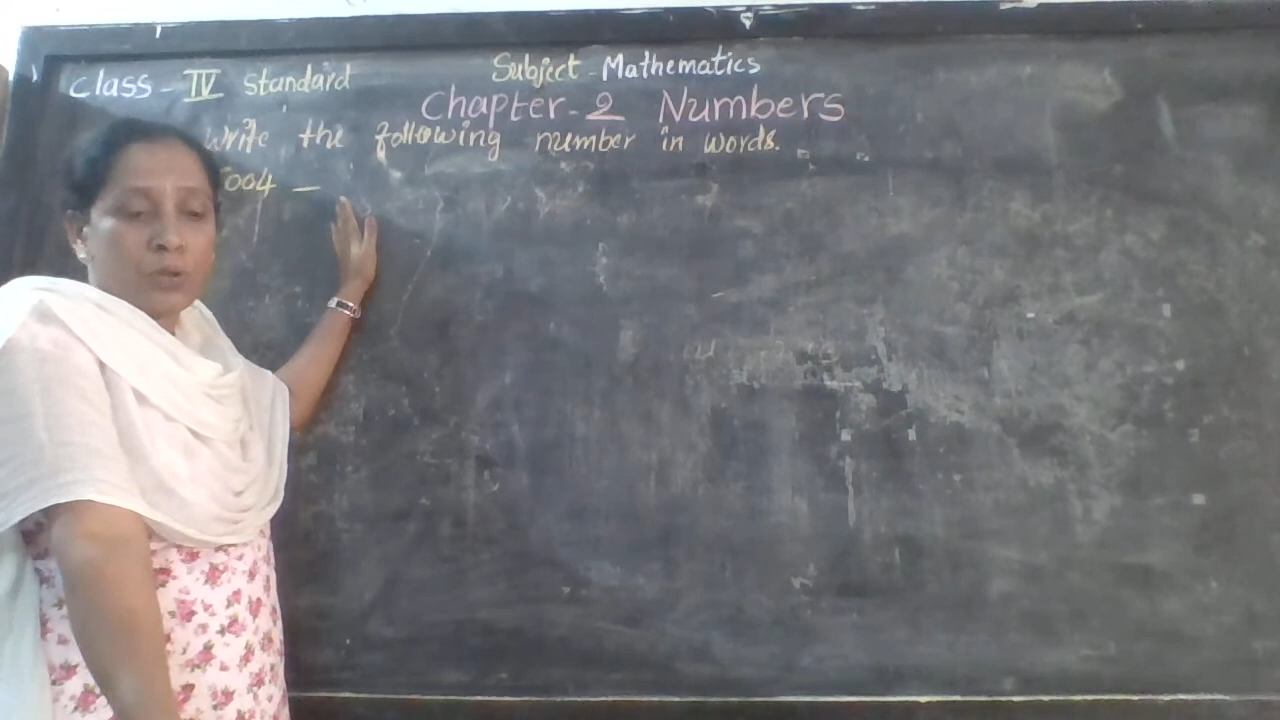 Class - IV Standard Subject - Mathematics
Chapter - 2 Numbers
Write the following number in words.
004 —